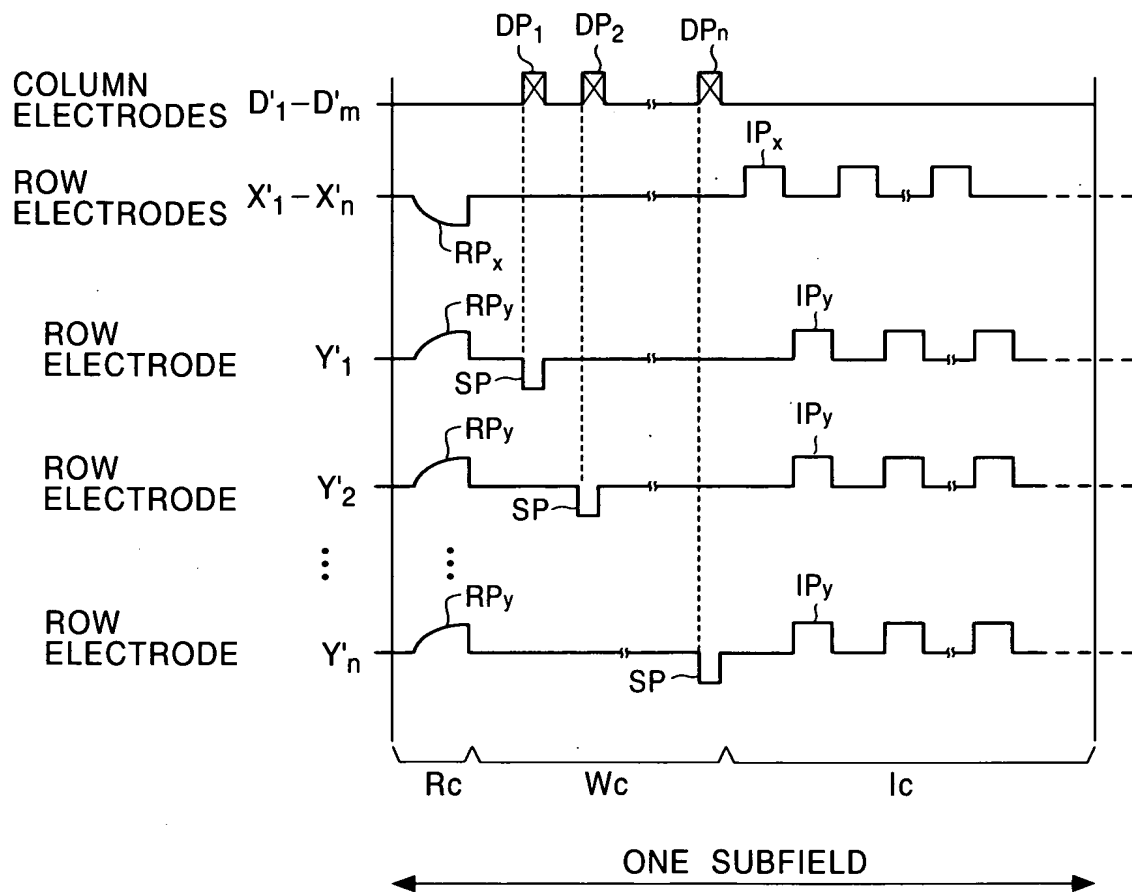 DP1 DP2 DPn
COLUMN
ELECTRODES D'1–D'm
IPx
ROW
ELECTRODES X'1–X'n
RPx
RPy IPy
ROW
ELECTRODE Y'1
SP
RPy IPy
ROW
ELECTRODE Y'2
SP
RPy IPy
ROW
ELECTRODE Y'n
SP
Rc Wc Ic
ONE SUBFIELD